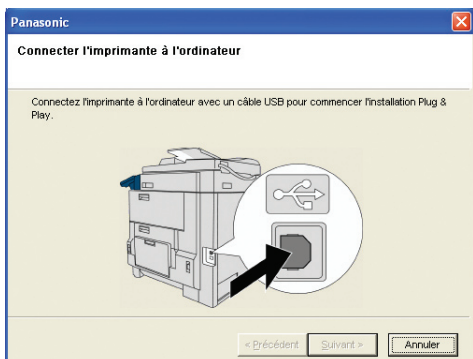 Panasonic
Connecter l'imprimante à l'ordinateur
Connectez l'imprimante à l'ordinateur avec un câble USB pour commencer l'installation Plug &
Play.
< Précédent Suivant > Annuler